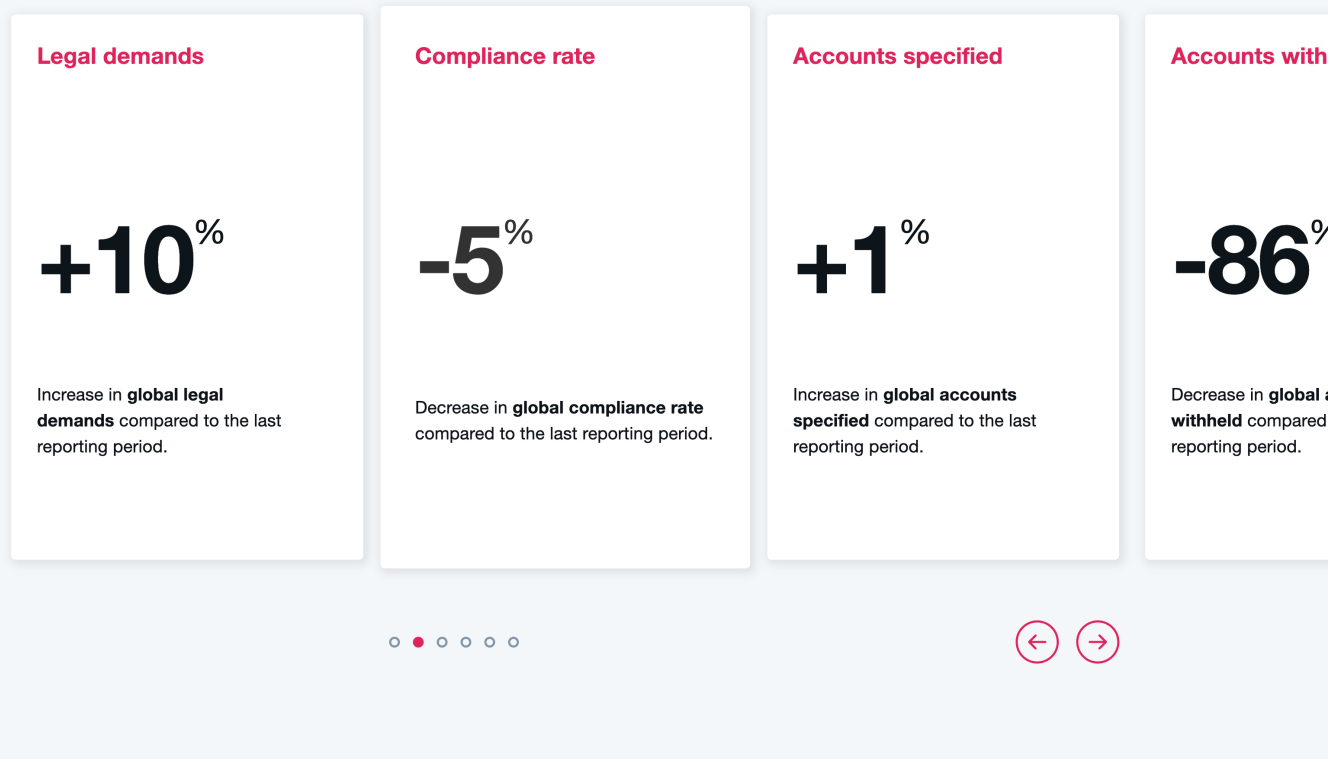 Legal demands
+10%
Increase in global legal
demands compared to the last
reporting period.
Compliance rate
-5%
Decrease in global compliance rate
compared to the last reporting period.
Accounts specified
+1%
Increase in global accounts
specified compared to the last
reporting period.
Accounts with
-86%
Decrease in global
withheld compared
reporting period.